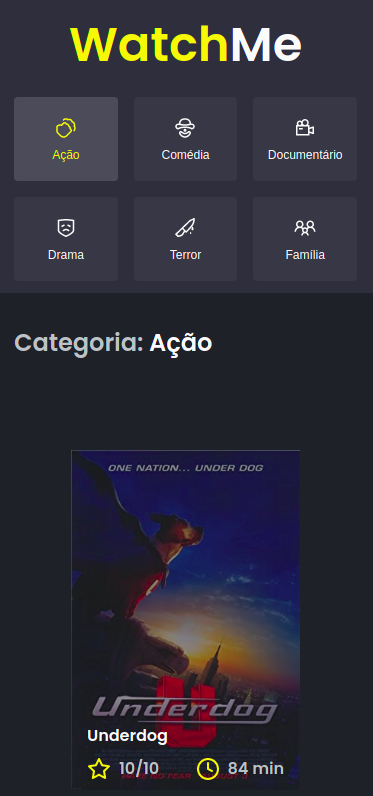 WatchMe
Ação
Comédia
Documentário
Drama
Terror
Família
Categoria: Ação
ONE NATION... UNDER DOG
Underdog
U
Underdog
10/10
84 min